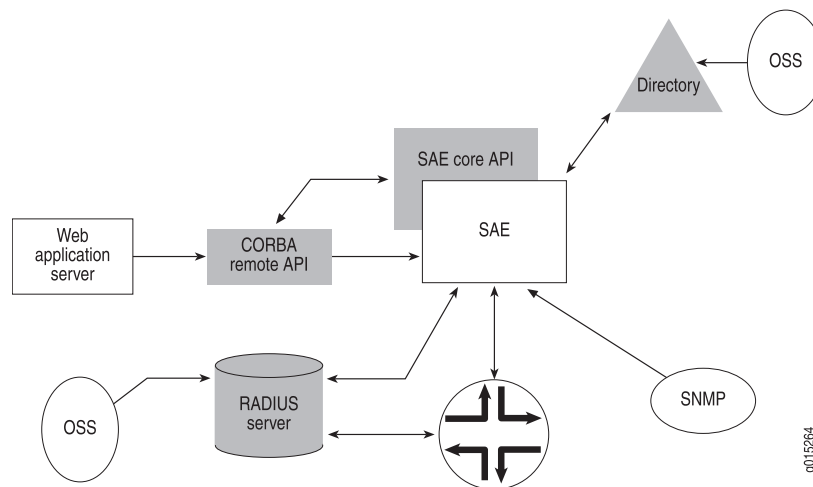 OSS
Directory
SAE core API
SAE
Web
application
server
CORBA
remote API
RADIUS
server
OSS
SNMP
g015264